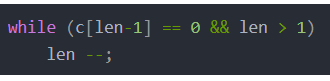 while (c[len-1] == 0 && len > 1)
    len --;